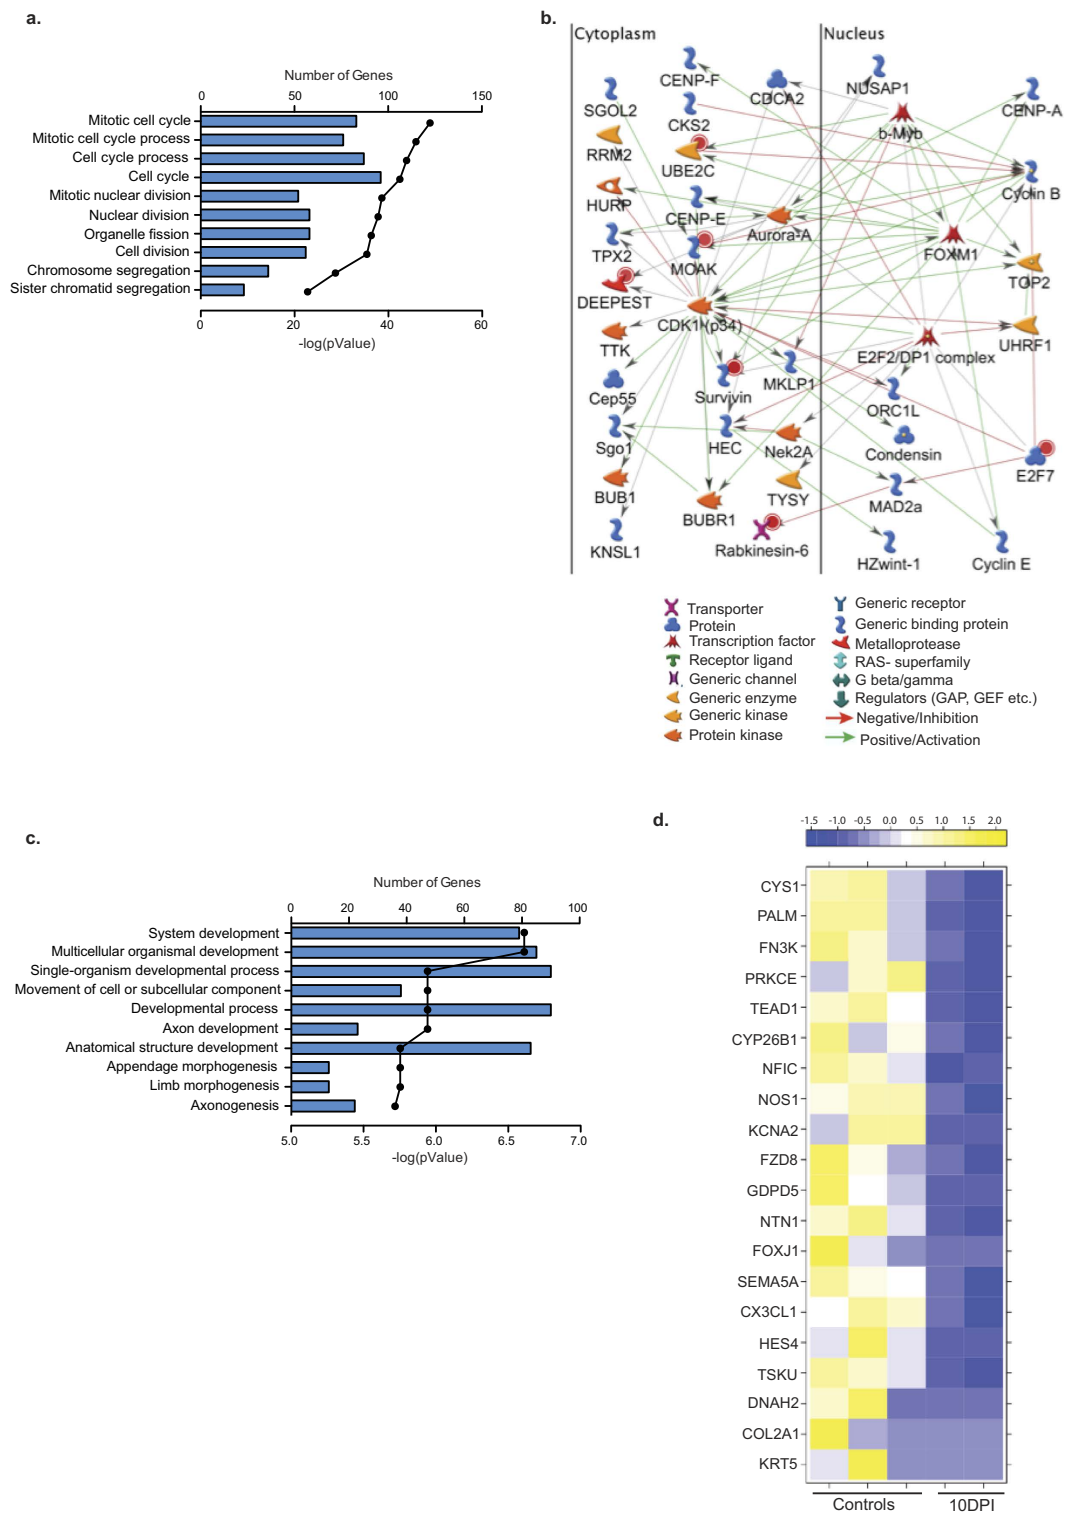 a.
Number of Genes
0 50 100 150
Mitotic cell cycle
Mitotic cell cycle process
Cell cycle process
Cell cycle
Mitotic nuclear division
Nuclear division
Organelle fission
Cell division
Chromosome segregation
Sister chromatid segregation
0 20 40 60
-log(pValue)
b.
Cytoplasm Nucleus
CENP-F
NUSAP1
CDCA2
CENP-A
SGOL2
CKS2
b-Myb
RRM2
UBE2C
Cyclin B
HURP
CENP-E
Aurora-A
TPX2
MCAK
FOXM1
TOP2
DEEPEST
CDK1 (p34)
TTK
E2F2/DP1 complex
UHRF1
Cep55
Survivin
MKLP1
ORC1L
Sgo1
HEC
Nek2A
Condensin
E2F7
BUB1
TYSY
MAD2a
BUBR1
KNSL1
Rabkinesin-6
HZwint-1
Cyclin E
Transporter
Protein
Transcription factor
Receptor ligand
Generic channel
Generic enzyme
Generic kinase
Protein kinase
Generic receptor
Generic binding protein
Metalloprotease
RAS- superfamily
G beta/gamma
Regulators (GAP, GEF etc.)
Negative/Inhibition
Positive/Activation
c.
Number of Genes
0 20 40 60 80 100
System development
Multicellular organismal development
Single-organism developmental process
Movement of cell or subcellular component
Developmental process
Axon development
Anatomical structure development
Appendage morphogenesis
Limb morphogenesis
Axonogenesis
5.0 5.5 6.0 6.5 7.0
-log(pValue)
d.
-1.5 -1.0 -0.5 0.0 0.5 1.0 1.5 2.0
CYS1
PALM
FN3K
PRKCE
TEAD1
CYP26B1
NFIC
NOS1
KCNA2
FZD8
GDPD5
NTN1
FOXJ1
SEMA5A
CX3CL1
HES4
TSKU
DNAH2
COL2A1
KRT5
Controls 10DPI